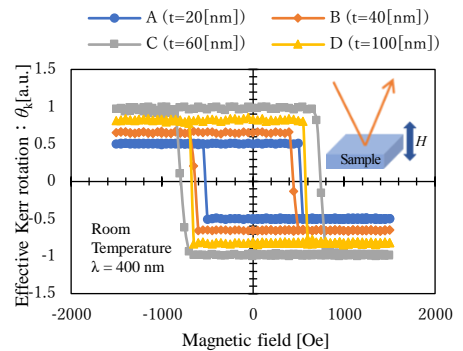 A (t=20[nm]) B (t=40[nm])
C (t=60[nm]) D (t=100[nm])
Effective Kerr rotation : θk[a.u.]
1.5
1
0.5
0
-0.5
-1
-1.5
H
Sample
Room
Temperature
λ = 400 nm
-2000 -1000 0 1000 2000
Magnetic field [Oe]